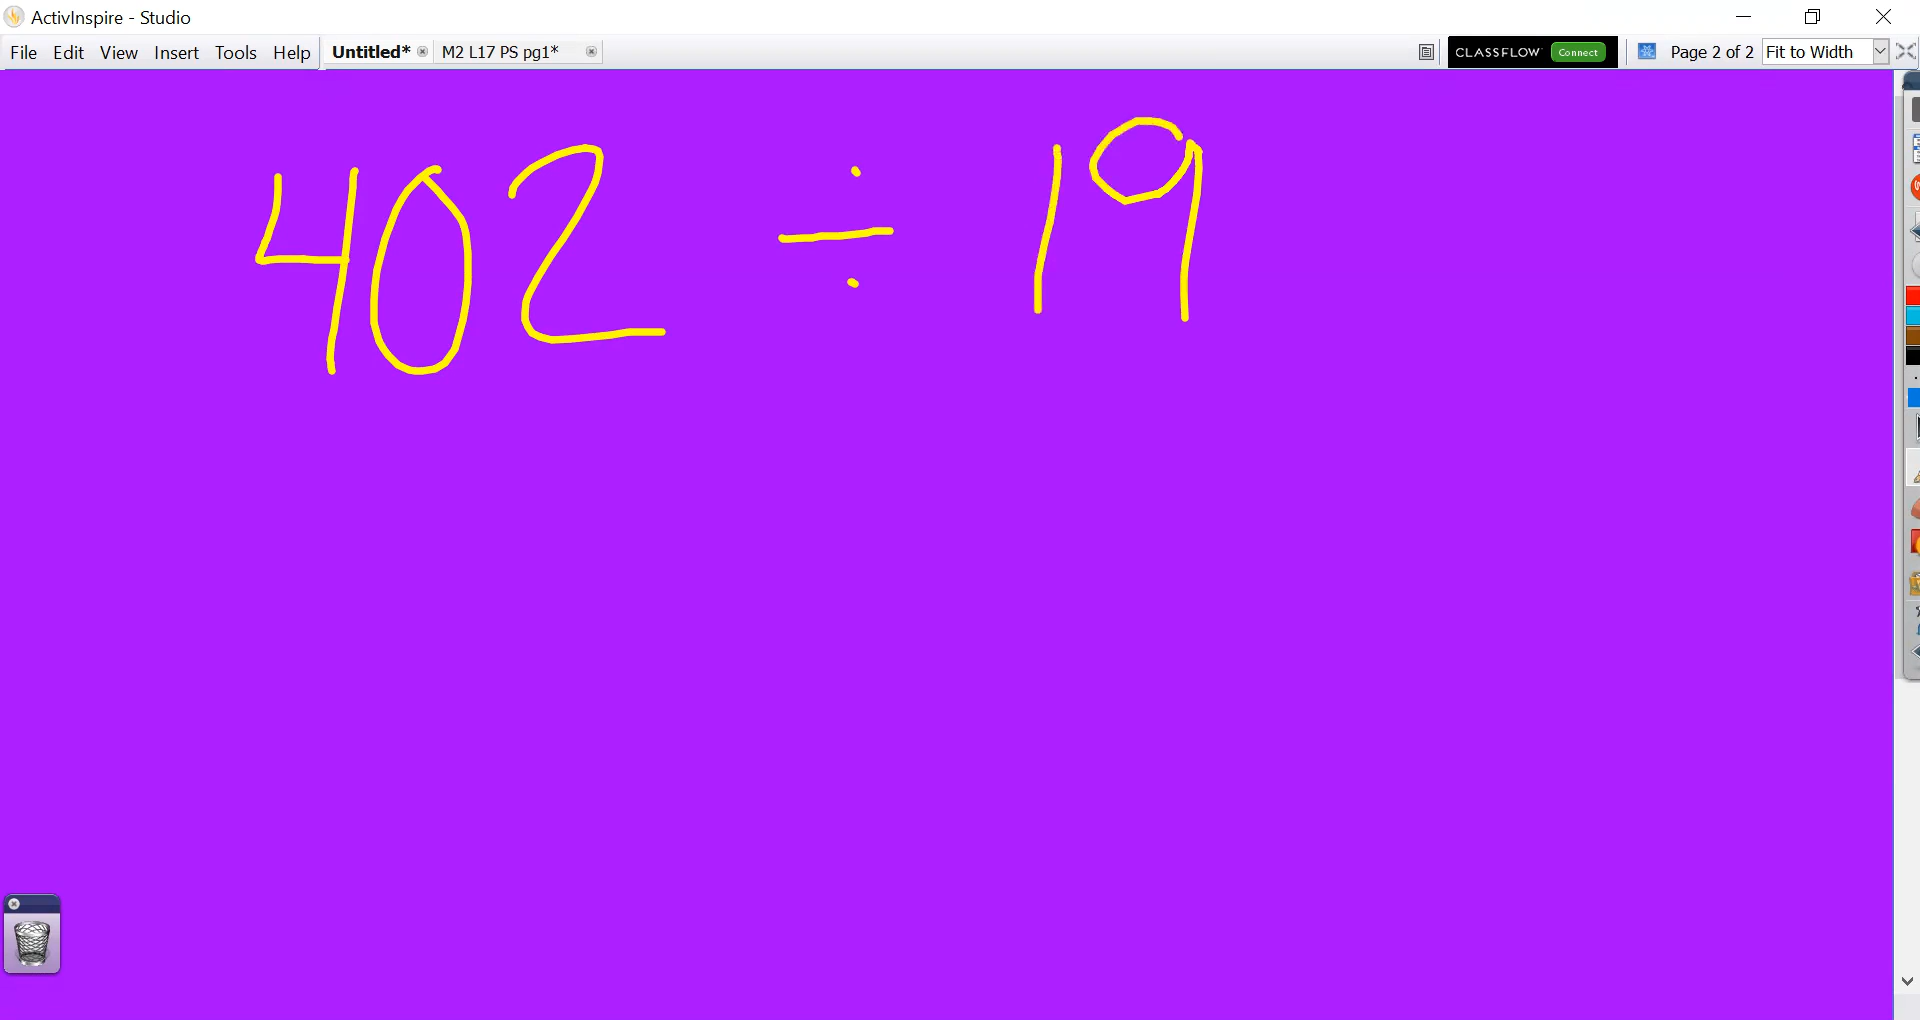 ActivInspire - Studio
File Edit View Insert Tools Help Untitled* M2 L17 PS pg1* CLASSFLOW Connect Page 2 of 2 Fit to Width
402 ÷ 19